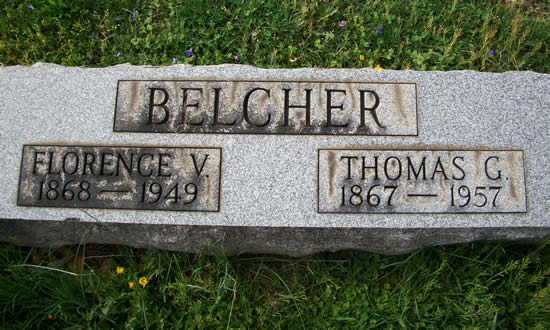 BELCHER
FLORENCE V.
1868 — 1949
THOMAS G.
1867 — 1957